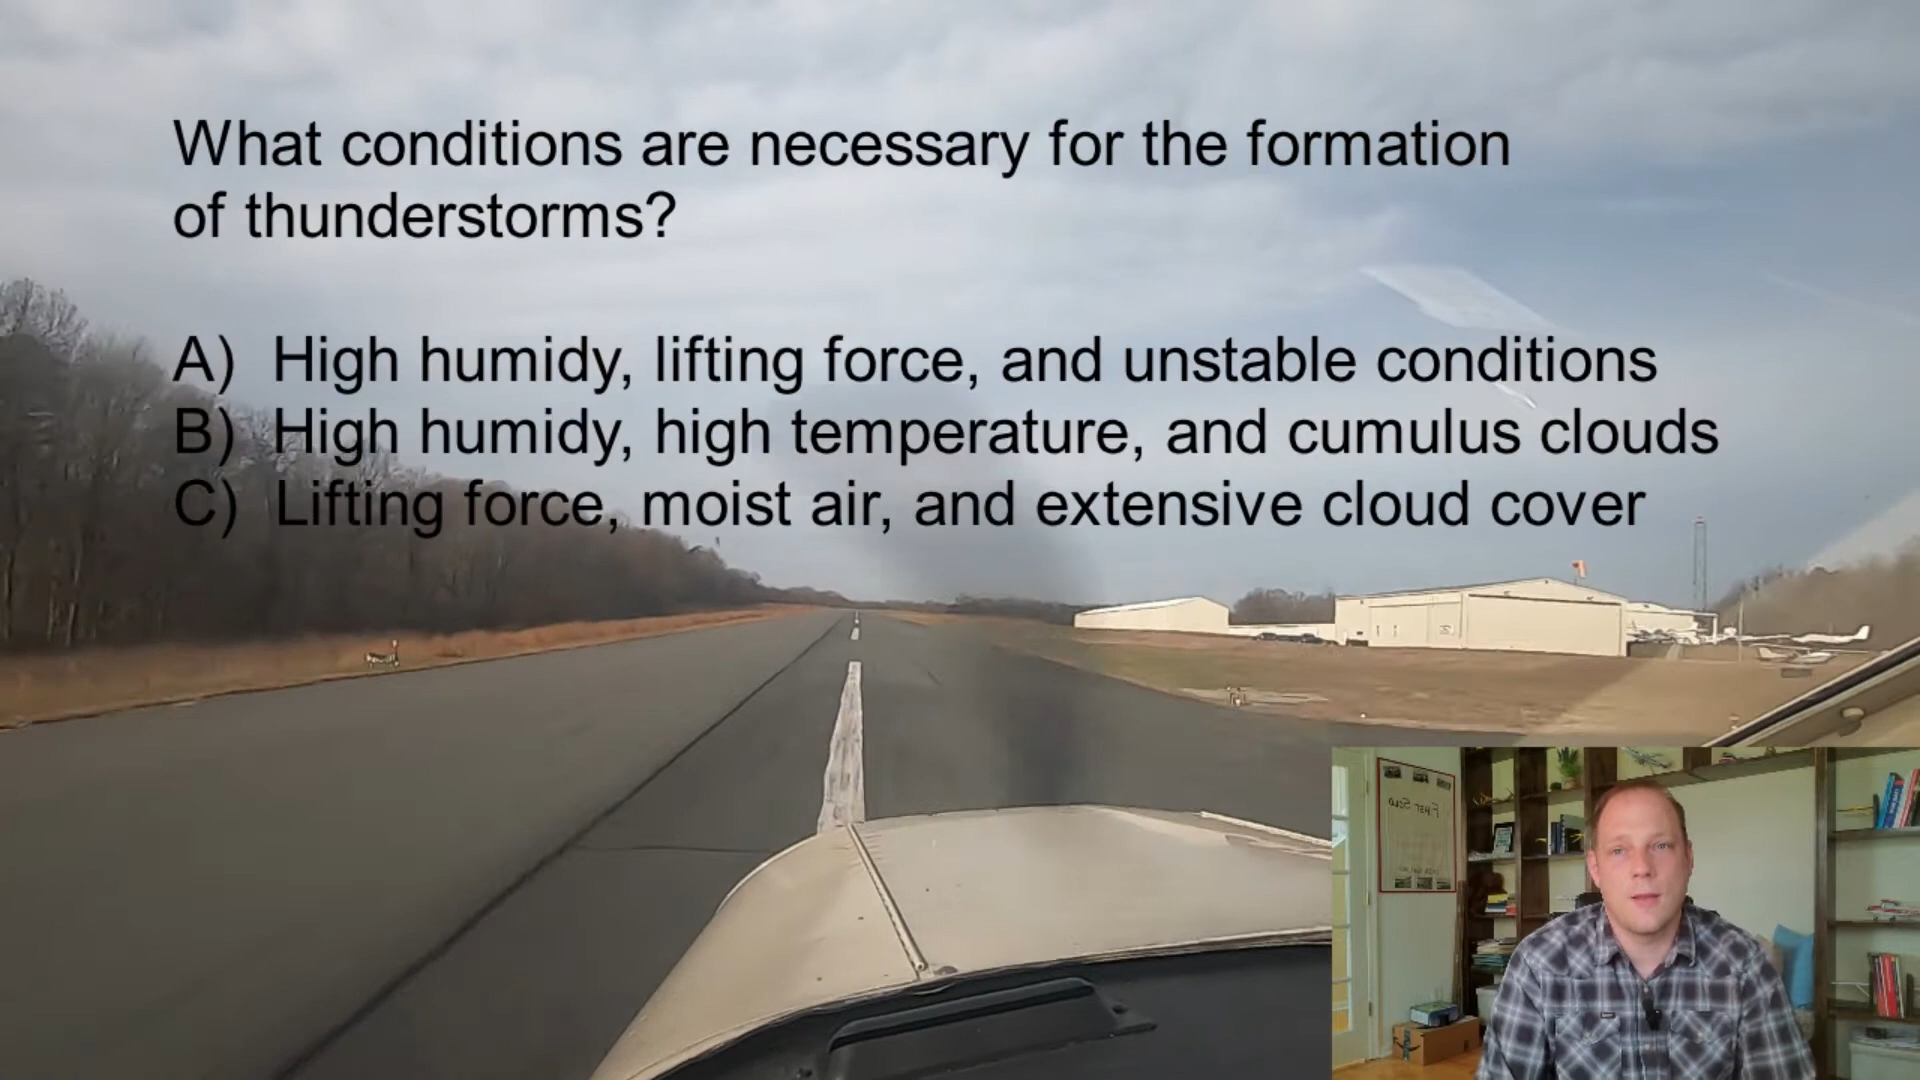 What conditions are necessary for the formation
of thunderstorms?
A) High humidy, lifting force, and unstable conditions
B) High humidy, high temperature, and cumulus clouds
C) Lifting force, moist air, and extensive cloud cover